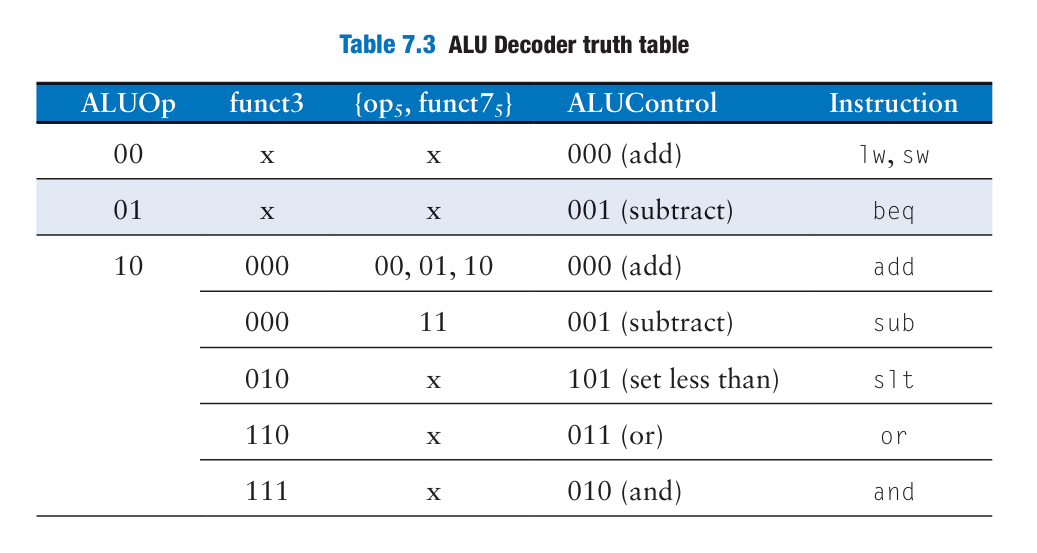 Table 7.3 ALU Decoder truth table
ALUOp funct3 {op₅, funct7₅} ALUControl Instruction
00 x x 000 (add) lw, sw
01 x x 001 (subtract) beq
10 000 00, 01, 10 000 (add) add
000 11 001 (subtract) sub
010 x 101 (set less than) slt
110 x 011 (or) or
111 x 010 (and) and